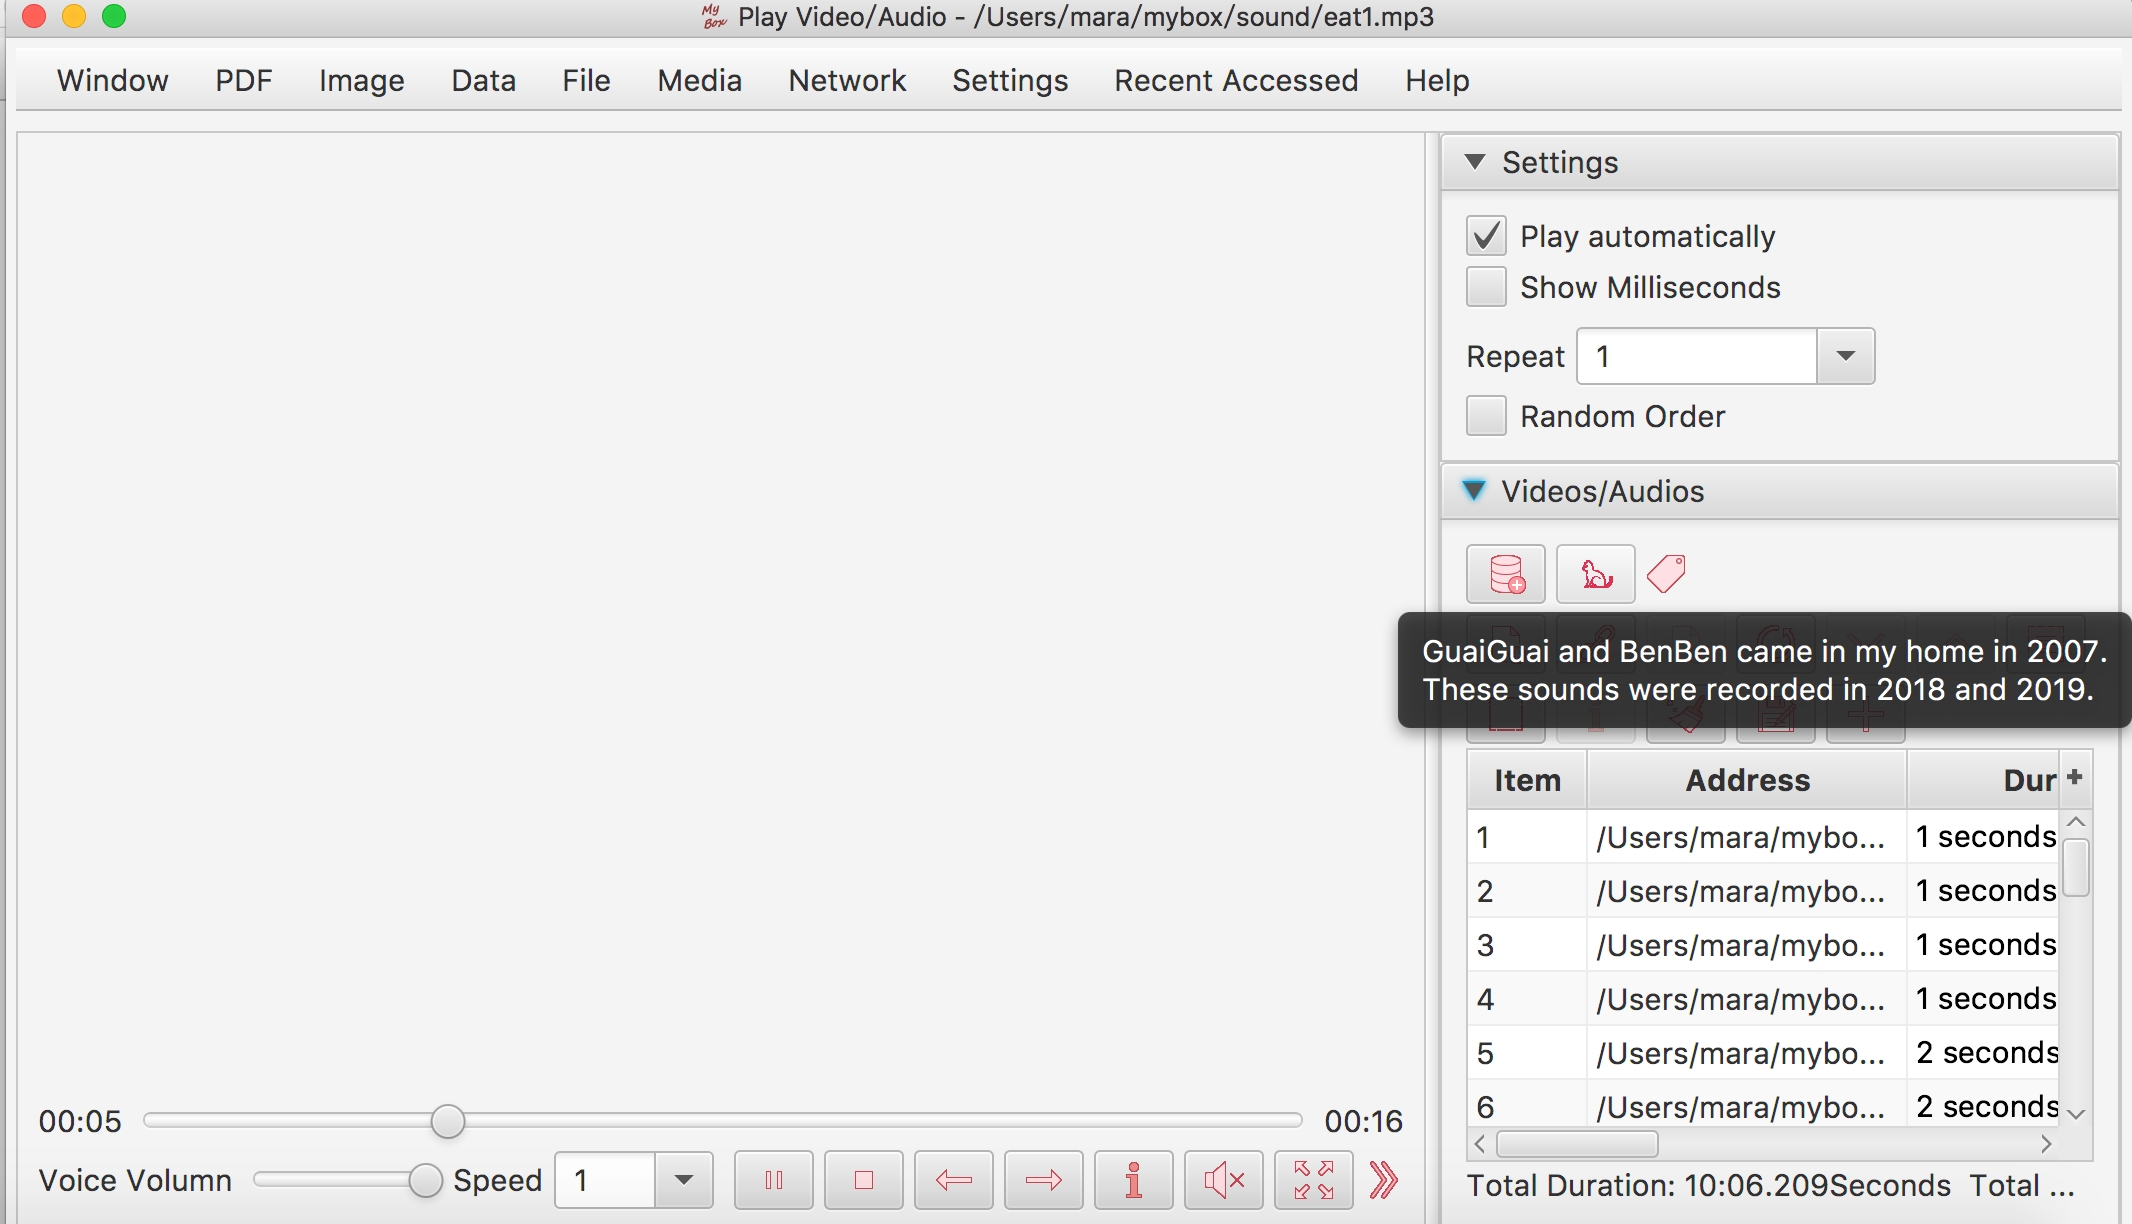 My Box Play Video/Audio - /Users/mara/mybox/sound/eat1.mp3
Window PDF Image Data File Media Network Settings Recent Accessed Help
Settings
Play automatically
Show Milliseconds
Repeat 1
Random Order
Videos/Audios
GuaiGuai and BenBen came in my home in 2007.
These sounds were recorded in 2018 and 2019.
Item Address Dur +
1 /Users/mara/mybo... 1 seconds
2 /Users/mara/mybo... 1 seconds
3 /Users/mara/mybo... 1 seconds
4 /Users/mara/mybo... 1 seconds
5 /Users/mara/mybo... 2 seconds
6 /Users/mara/mybo... 2 seconds
Total Duration: 10:06.209Seconds Total ...
00:05 00:16
Voice Volumn Speed 1